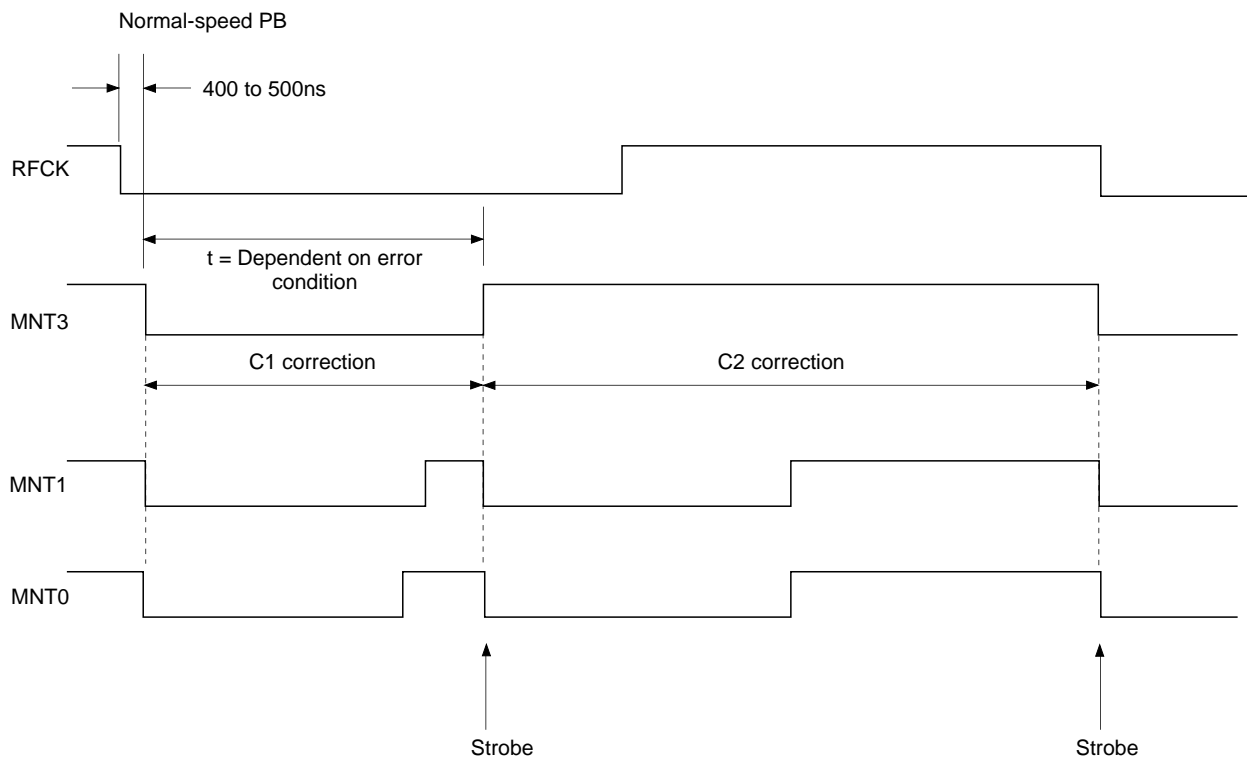 Normal-speed PB
400 to 500ns
RFCK
t = Dependent on error
condition
MNT3
C1 correction
C2 correction
MNT1
MNT0
Strobe
Strobe